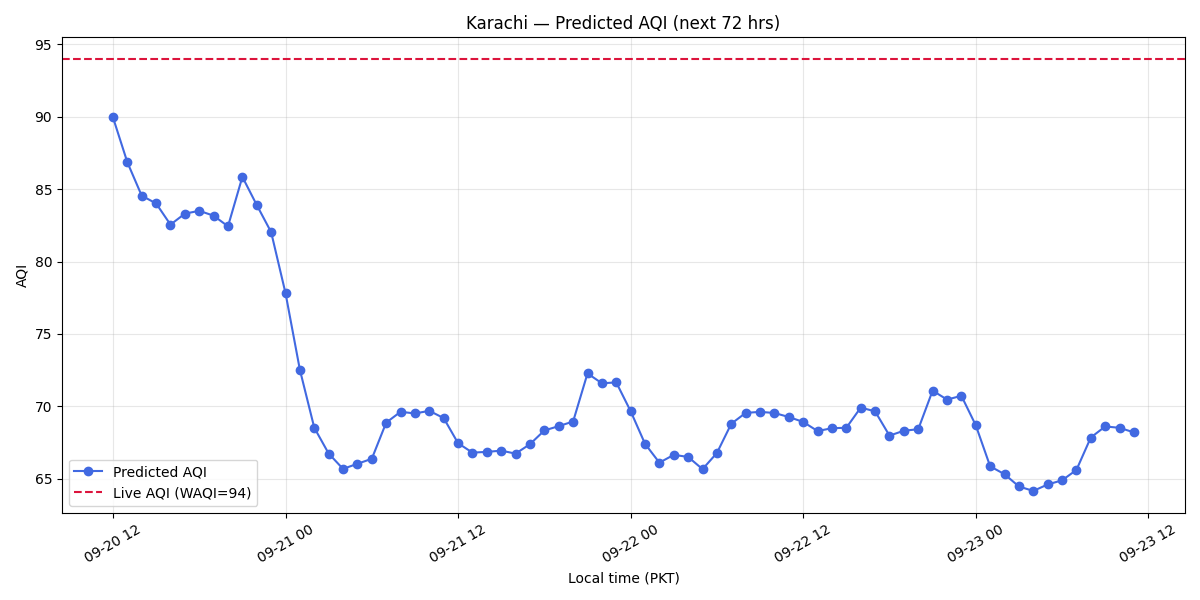 Karachi — Predicted AQI (next 72 hrs)
95
90
85
80
75
70
65
AQI
Predicted AQI
Live AQI (WAQI=94)
09-20 12
09-21 00
09-21 12
09-22 00
09-22 12
09-23 00
09-23 12
Local time (PKT)